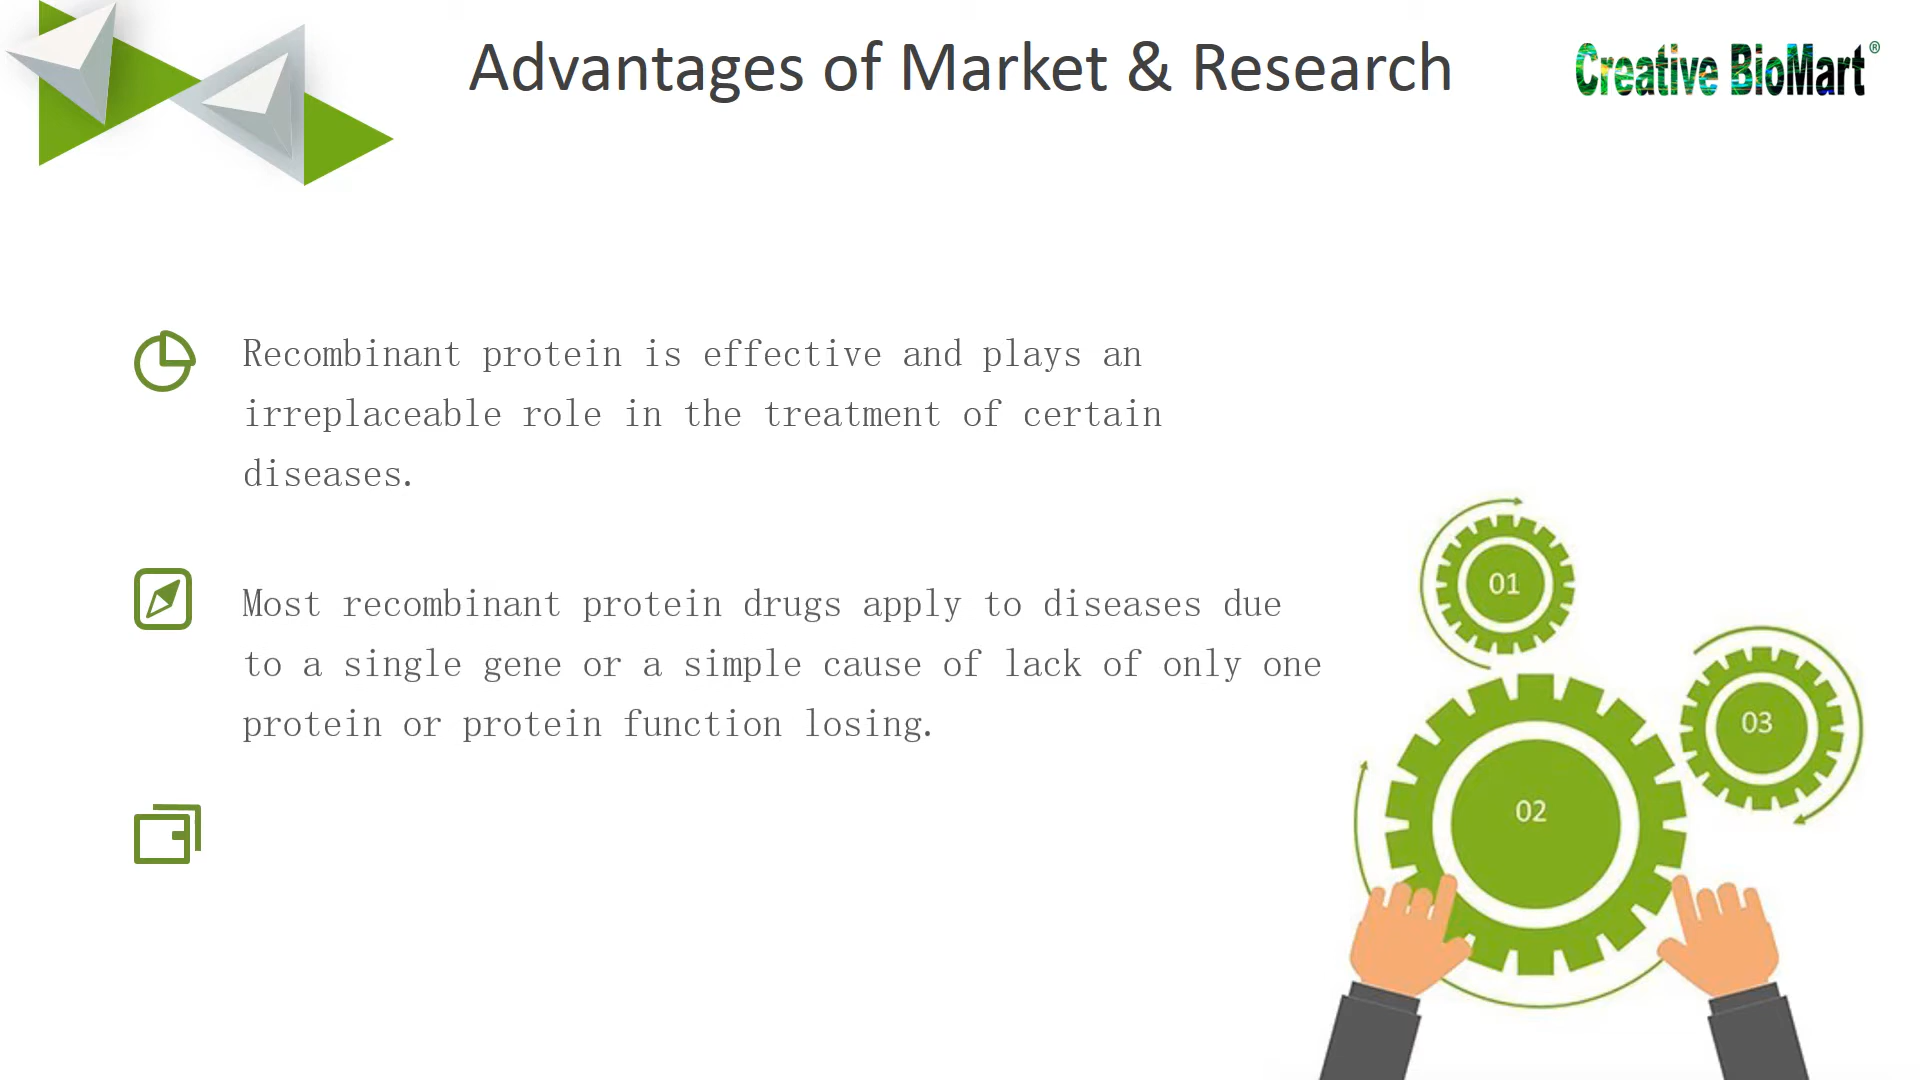 Advantages of Market & Research
Creative BioMart®
Recombinant protein is effective and plays an
irreplaceable role in the treatment of certain
diseases.
Most recombinant protein drugs apply to diseases due
to a single gene or a simple cause of lack of only one
protein or protein function losing.
01
03
02